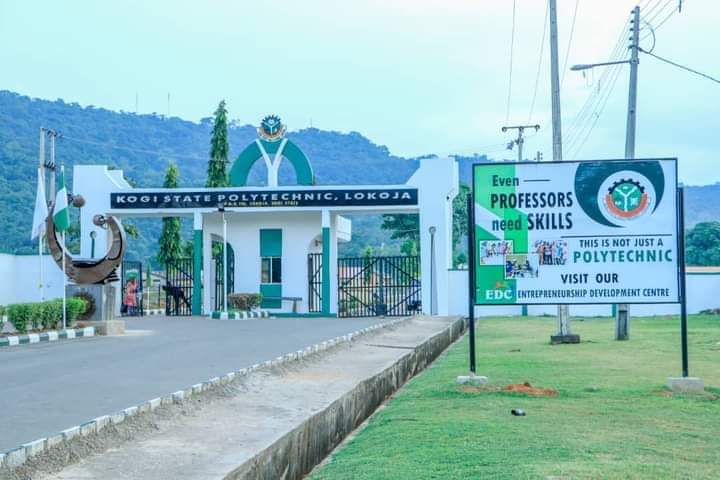 KOGI STATE POLYTECHNIC, LOKOJA
Even
PROFESSORS
need SKILLS
THIS IS NOT JUST A
POLYTECHNIC
VISIT OUR
EDC
ENTREPRENEURSHIP DEVELOPMENT CENTRE